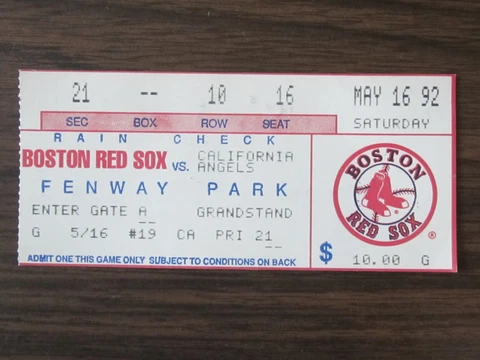 21 -- 10 16 MAY 16 92
SEC BOX ROW SEAT SATURDAY
RAIN CHECK
BOSTON RED SOX VS. CALIFORNIA ANGELS
FENWAY PARK
ENTER GATE A -- GRANDSTAND
G 5/16 #19 CA PRI 21 --
ADMIT ONE THIS GAME ONLY SUBJECT TO CONDITIONS ON BACK
BOSTON
RED SOX ®
$ 10.00 G